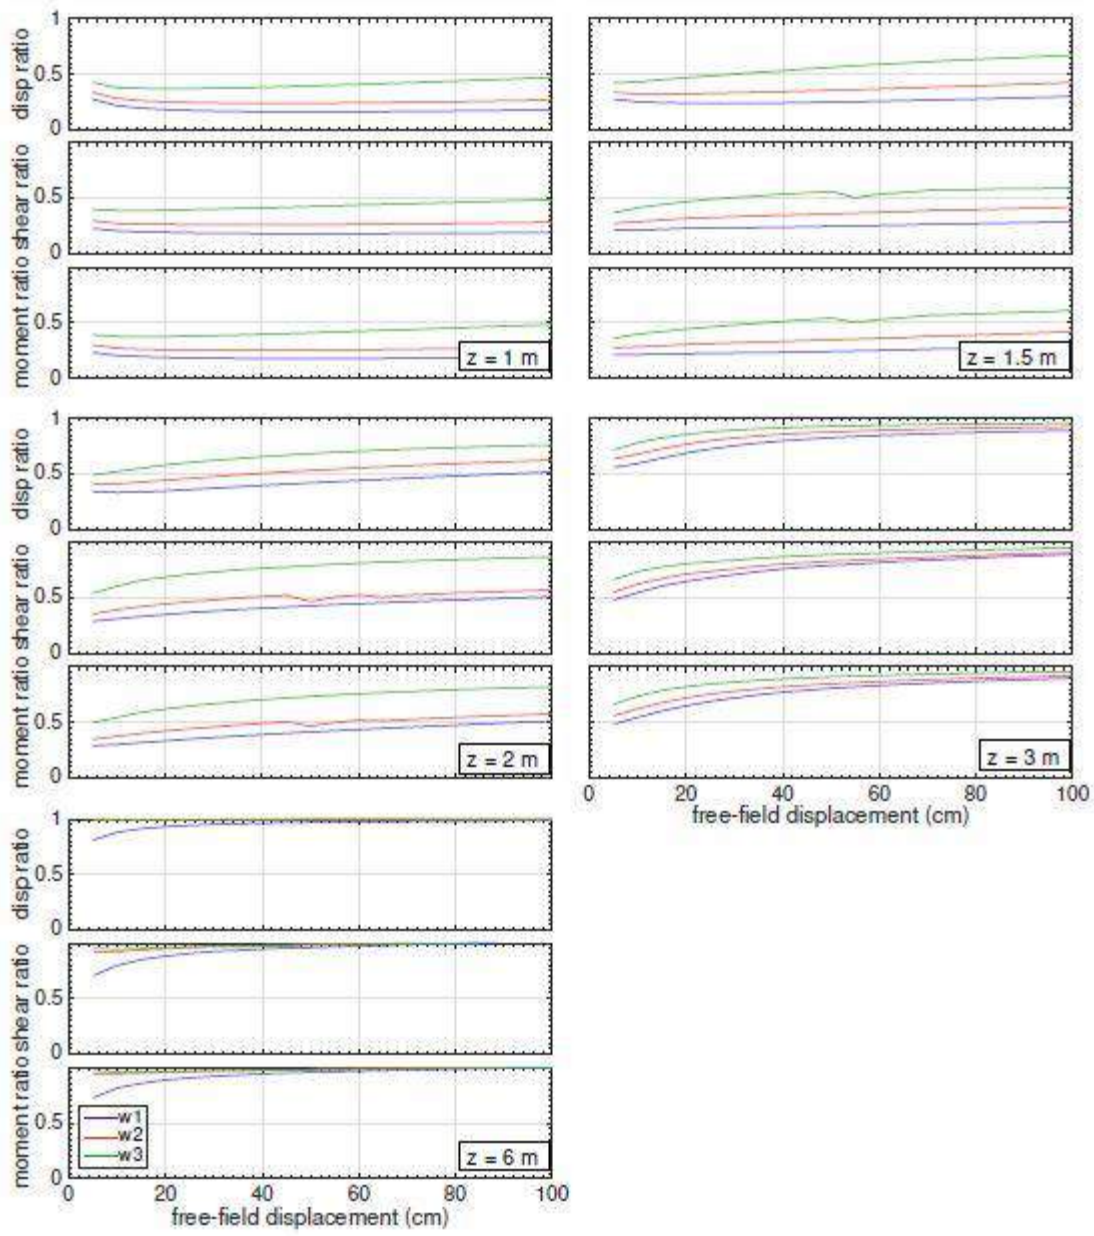 1
0.5
0
disp ratio
0.5
0
shear ratio
0.5
0
moment ratio
z = 1 m
z = 1.5 m
1
0.5
0
disp ratio
0.5
0
shear ratio
0.5
0
moment ratio
z = 2 m
z = 3 m
0 20 40 60 80 100
free-field displacement (cm)
1
0.5
0
disp ratio
0.5
0
shear ratio
0.5
0
moment ratio
w1
w2
w3
z = 6 m
0 20 40 60 80 100
free-field displacement (cm)